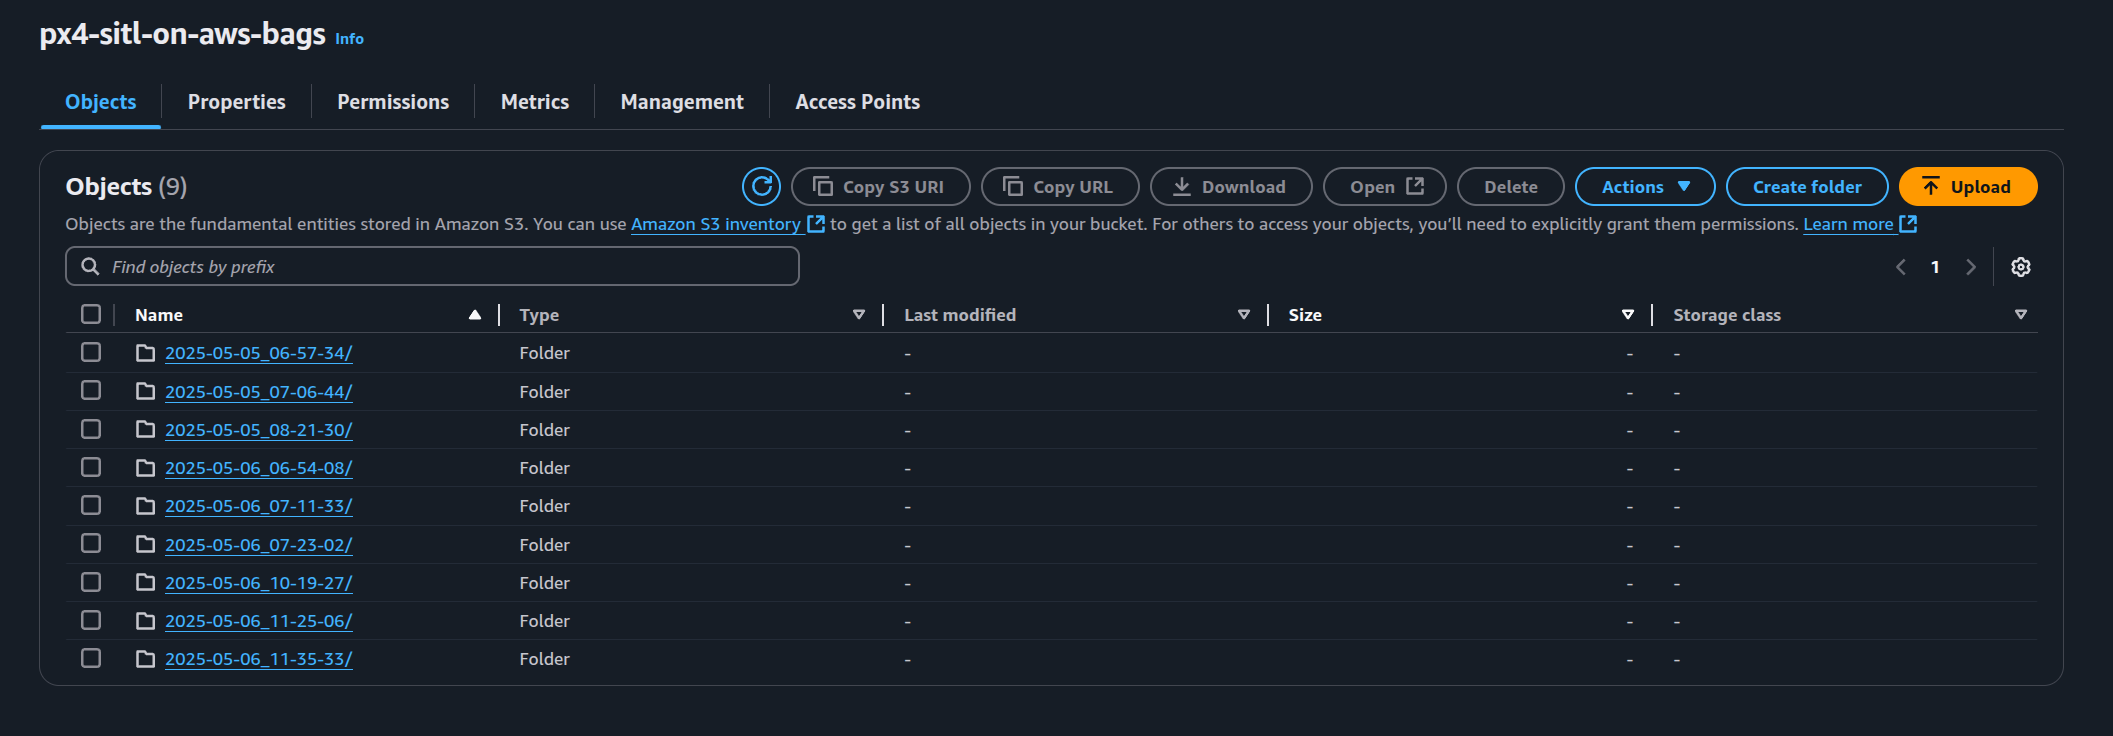 px4-sitl-on-aws-bags Info
Objects Properties Permissions Metrics Management Access Points
Objects (9) Copy S3 URI Copy URL Download Open Delete Actions Create folder Upload
Objects are the fundamental entities stored in Amazon S3. You can use Amazon S3 inventory to get a list of all objects in your bucket. For others to access your objects, you'll need to explicitly grant them permissions. Learn more
Find objects by prefix 1
Name Type Last modified Size Storage class
2025-05-05_06-57-34/ Folder - - -
2025-05-05_07-06-44/ Folder - - -
2025-05-05_08-21-30/ Folder - - -
2025-05-06_06-54-08/ Folder - - -
2025-05-06_07-11-33/ Folder - - -
2025-05-06_07-23-02/ Folder - - -
2025-05-06_10-19-27/ Folder - - -
2025-05-06_11-25-06/ Folder - - -
2025-05-06_11-35-33/ Folder - - -